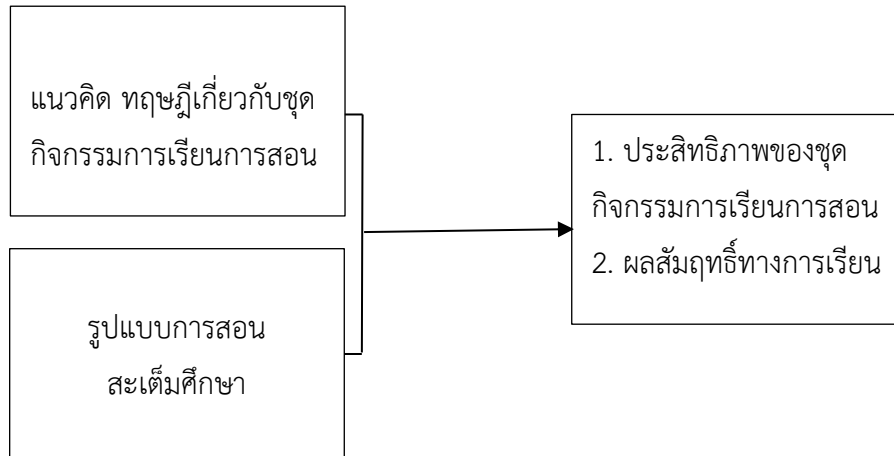 แนวคิด ทฤษฎีเกี่ยวกับชุด
กิจกรรมการเรียนการสอน
รูปแบบการสอน
สะเต็มศึกษา
1. ประสิทธิภาพของชุด
กิจกรรมการเรียนการสอน
2. ผลสัมฤทธิ์ทางการเรียน